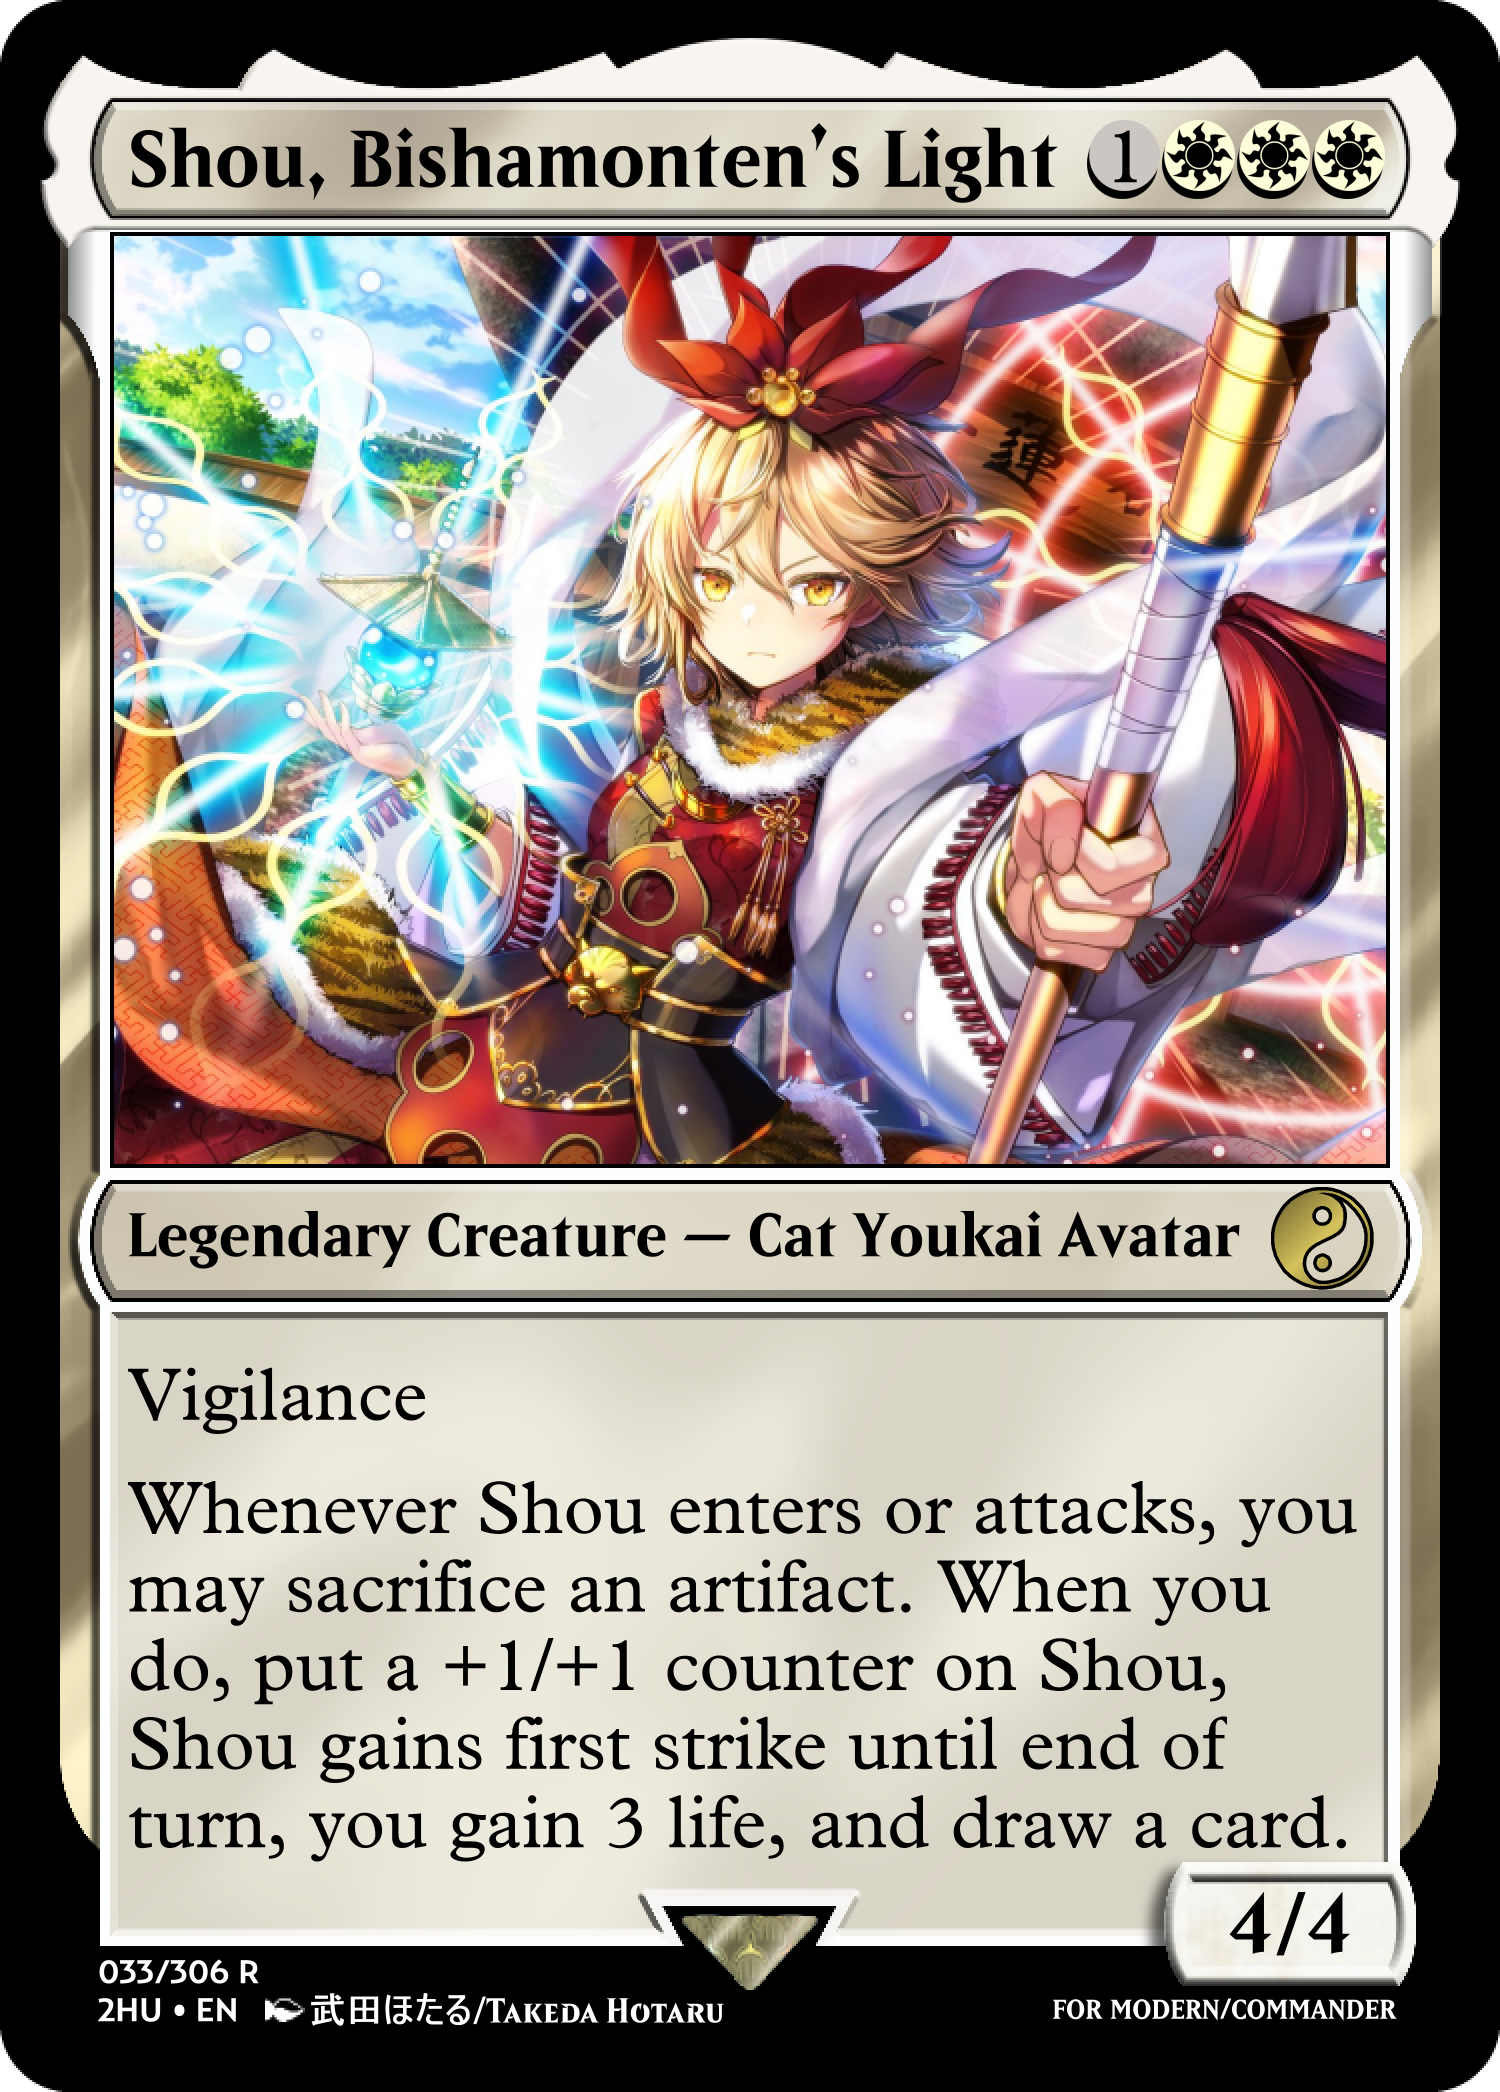 Shou, Bishamonten's Light 1
蓮
Legendary Creature — Cat Youkai Avatar
Vigilance
Whenever Shou enters or attacks, you
may sacrifice an artifact. When you
do, put a +1/+1 counter on Shou,
Shou gains first strike until end of
turn, you gain 3 life, and draw a card.
4/4
033/306 R
2HU • EN 武田ほたる/Takeda Hotaru
FOR MODERN/COMMANDER